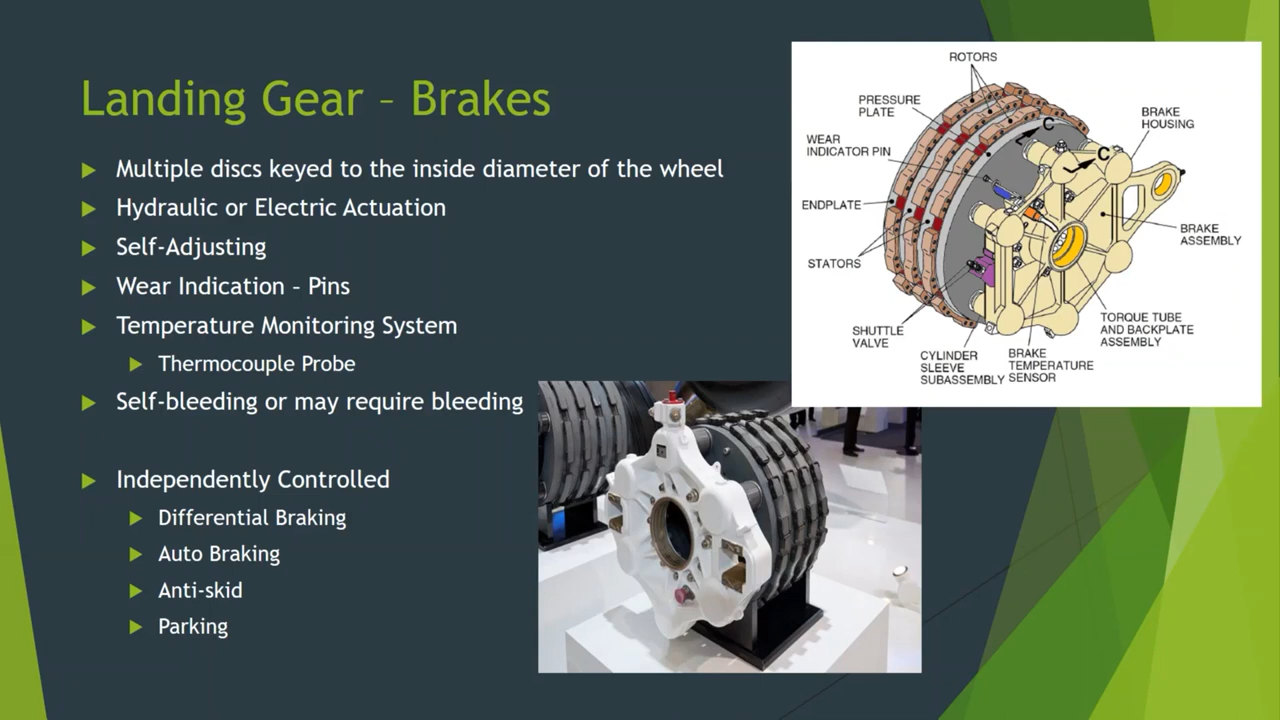 Landing Gear – Brakes
Multiple discs keyed to the inside diameter of the wheel
Hydraulic or Electric Actuation
Self-Adjusting
Wear Indication – Pins
Temperature Monitoring System
Thermocouple Probe
Self-bleeding or may require bleeding
Independently Controlled
Differential Braking
Auto Braking
Anti-skid
Parking
ROTORS
PRESSURE
PLATE
WEAR
INDICATOR PIN
ENDPLATE
STATORS
SHUTTLE
VALVE
CYLINDER
SLEEVE
SUBASSEMBLY
BRAKE
TEMPERATURE
SENSOR
TORQUE TUBE
AND BACKPLATE
ASSEMBLY
BRAKE
ASSEMBLY
BRAKE
HOUSING
C
C